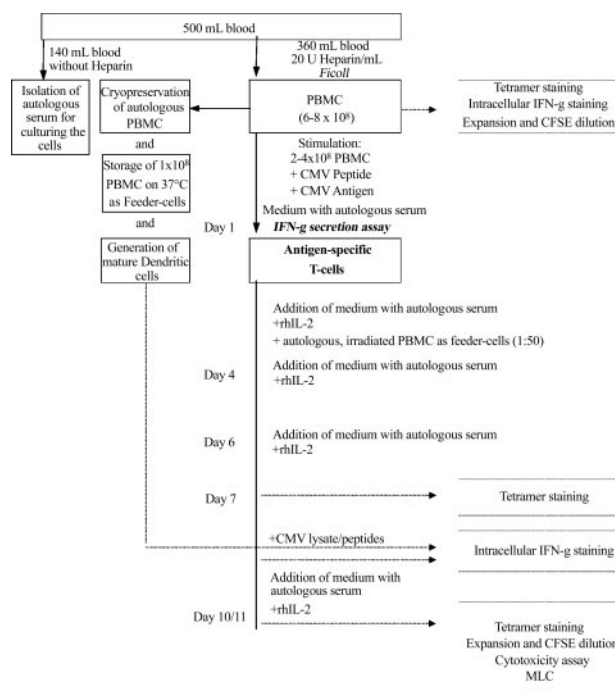 500 mL blood
140 mL blood
without Heparin
360 mL blood
20 U Heparin/mL
Ficoll
Isolation of
autologous
serum for
culturing the
cells
Cryopreservation
of autologous
PBMC
PBMC
(6-8 x 10⁸)
Tetramer staining
Intracellular IFN-g staining
Expansion and CFSE dilution
and
Storage of 1x10⁸
PBMC on 37°C
as Feeder-cells
and
Stimulation:
2-4x10⁸ PBMC
+ CMV Peptide
+ CMV Antigen
Medium with autologous serum
Day 1
IFN-g secretion assay
Generation of
mature Dendritic
cells
Antigen-specific
T-cells
Addition of medium with autologous serum
+rhIL-2
+ autologous, irradiated PBMC as feeder-cells (1:50)
Day 4
Addition of medium with autologous serum
+rhIL-2
Day 6
Addition of medium with autologous serum
+rhIL-2
Day 7
Tetramer staining
+CMV lysate/peptides
Intracellular IFN-g staining
Addition of medium with
autologous serum
+rhIL-2
Day 10/11
Tetramer staining
Expansion and CFSE dilution
Cytotoxicity assay
MLC